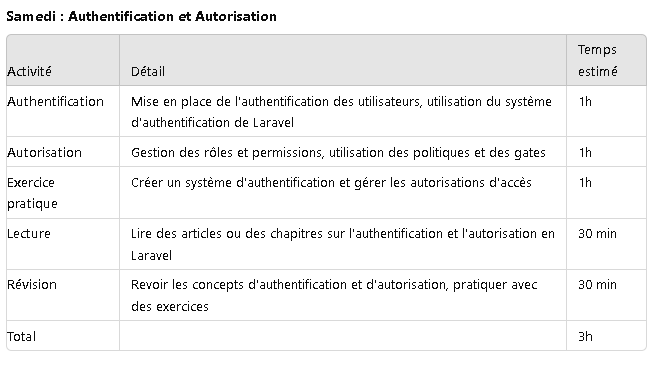 Samedi : Authentification et Autorisation
Temps
Activité Détail estimé
Authentification Mise en place de l'authentification des utilisateurs, utilisation du système 1h
d'authentification de Laravel
Autorisation Gestion des rôles et permissions, utilisation des politiques et des gates 1h
Exercice Créer un système d'authentification et gérer les autorisations d'accès 1h
pratique
Lecture Lire des articles ou des chapitres sur l'authentification et l'autorisation en 30 min
Laravel
Révision Revoir les concepts d'authentification et d'autorisation, pratiquer avec 30 min
des exercices
Total 3h